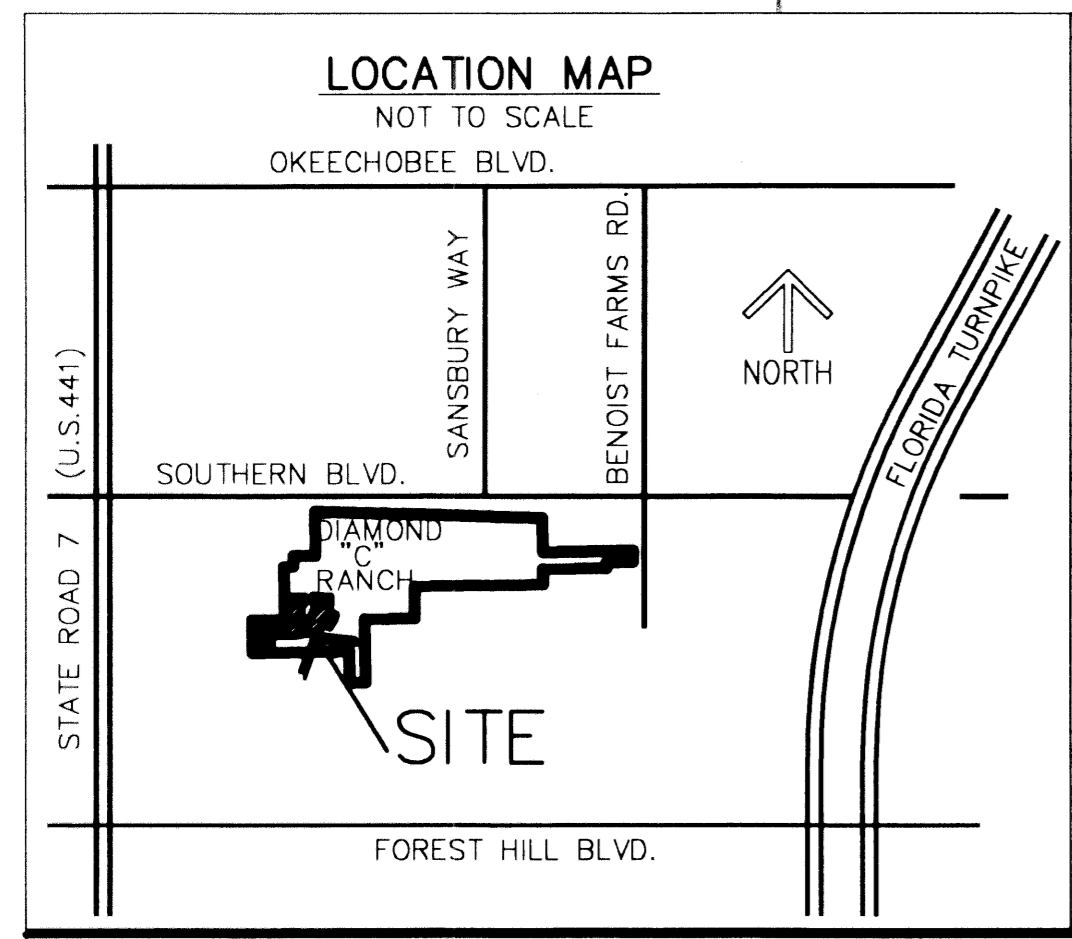 LOCATION MAP
NOT TO SCALE
OKEECHOBEE BLVD.
SANSBURY WAY
BENOIST FARMS RD.
NORTH
FLORIDA TURNPIKE
(U.S.441)
STATE ROAD 7
SOUTHERN BLVD.
DIAMOND
"C"
RANCH
SITE
FOREST HILL BLVD.